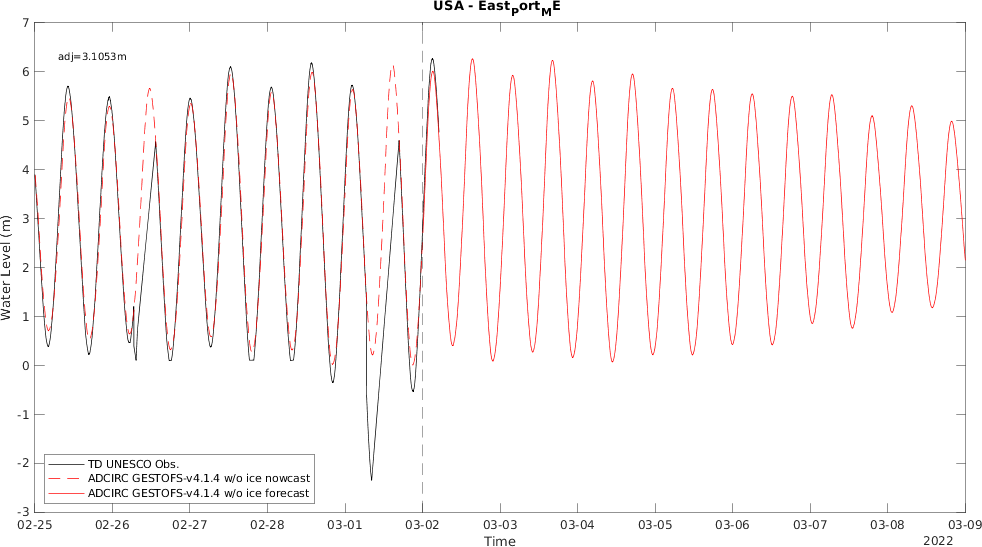 USA - EastPortME
adj=3.1053m
7
6
5
4
3
2
1
0
-1
-2
-3
Water Level (m)
TD UNESCO Obs.
ADCIRC GESTOFS-v4.1.4 w/o ice nowcast
ADCIRC GESTOFS-v4.1.4 w/o ice forecast
02-25 02-26 02-27 02-28 03-01 03-02 03-03 03-04 03-05 03-06 03-07 03-08 03-09
Time
2022